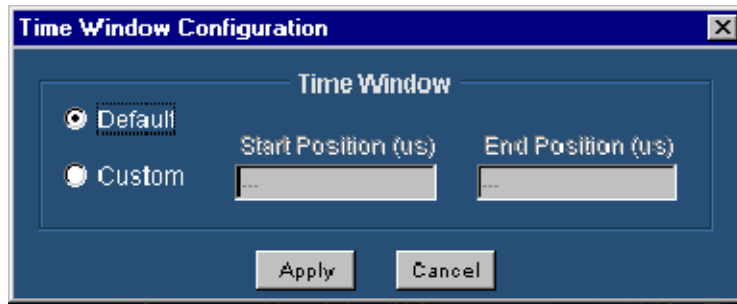 Time Window Configuration
Time Window
Default
Start Position (us) End Position (us)
Custom
--- ---
Apply Cancel